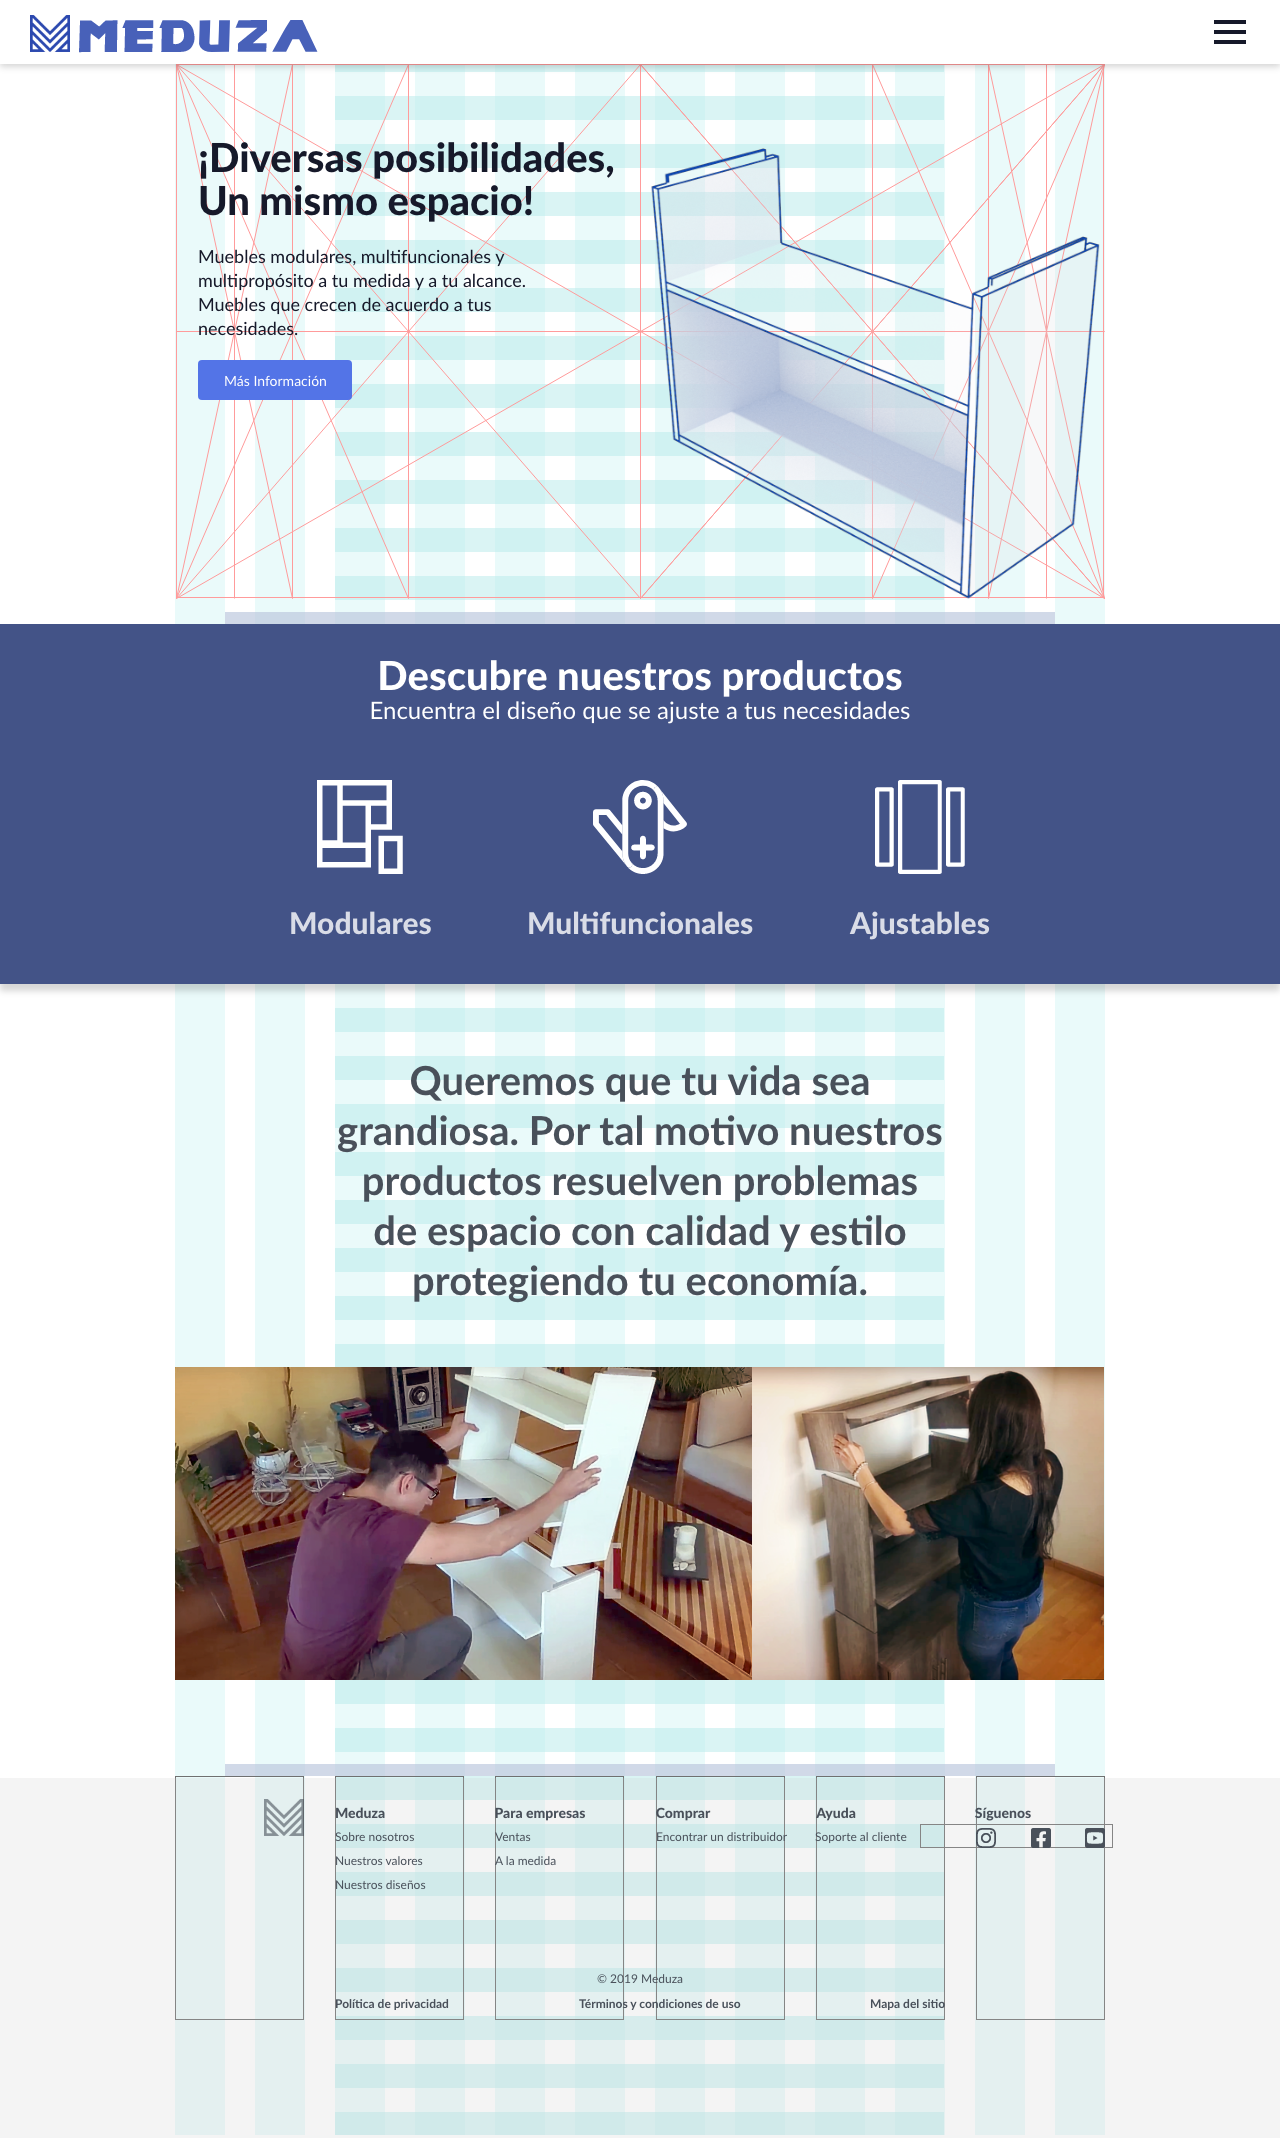 MEDUZA
¡Diversas posibilidades,
Un mismo espacio!
Muebles modulares, multifuncionales y
multipropósito a tu medida y a tu alcance.
Muebles que crecen de acuerdo a tus
necesidades.
Más Información
Descubre nuestros productos
Encuentra el diseño que se ajuste a tus necesidades
Modulares
Multifuncionales
Ajustables
Queremos que tu vida sea
grandiosa. Por tal motivo nuestros
productos resuelven problemas
de espacio con calidad y estilo
protegiendo tu economía.
Meduza
Sobre nosotros
Nuestros valores
Nuestros diseños
Para empresas
Ventas
A la medida
Comprar
Encontrar un distribuidor
Ayuda
Soporte al cliente
Síguenos
© 2019 Meduza
Política de privacidad
Términos y condiciones de uso
Mapa del sitio